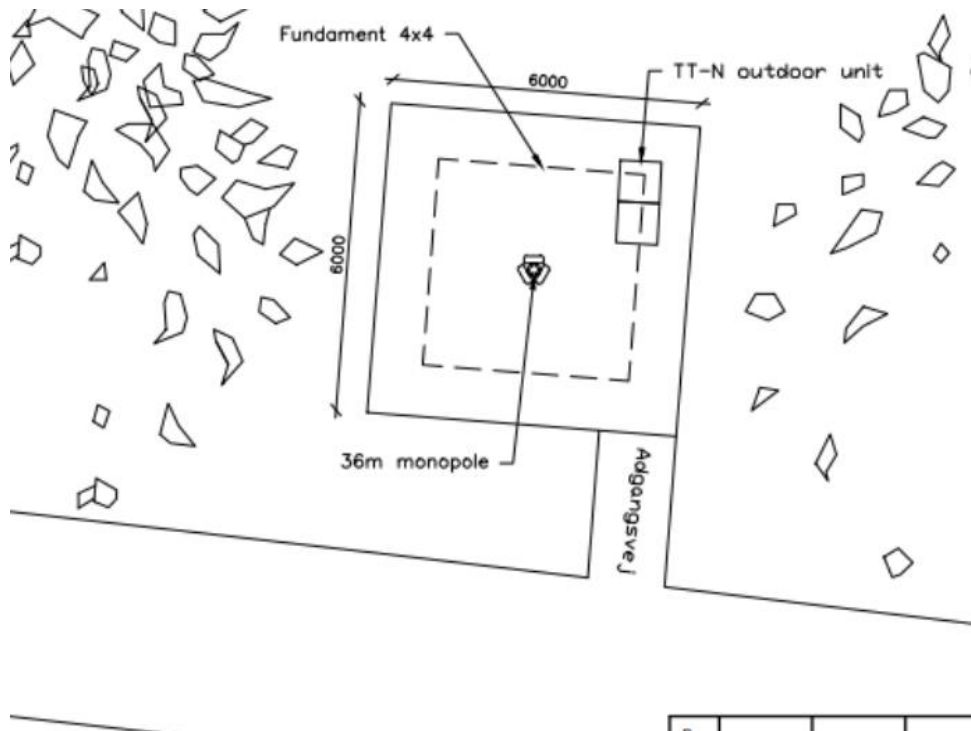 Fundament 4x4
6000
TT-N outdoor unit
6000
36m monopole
Adgangsvej